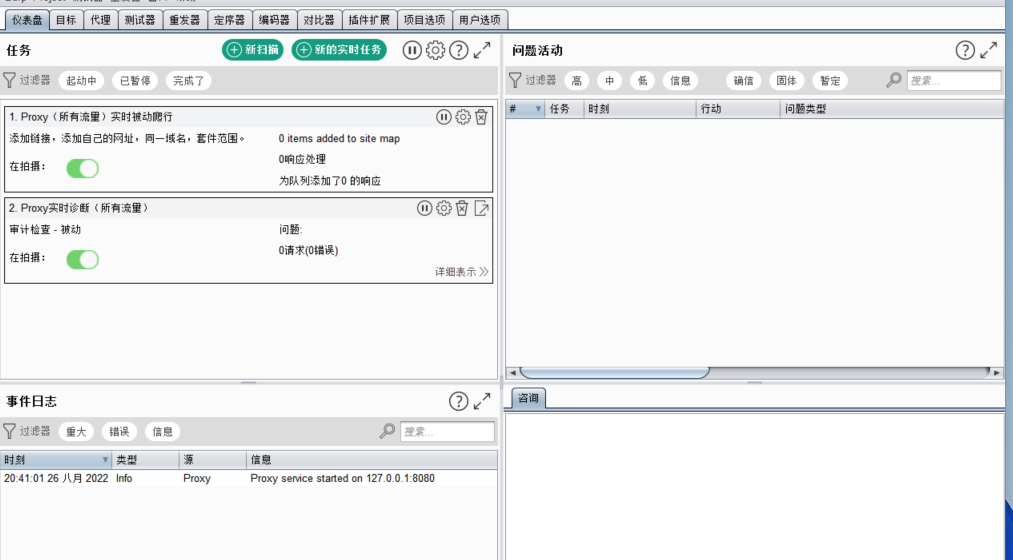 仪表盘 目标 代理 测试器 重发器 定序器 编码器 对比器 插件扩展 项目选项 用户选项
任务 新扫描 新的实时任务
过滤器 起动中 已暂停 完成了
1. Proxy（所有流量）实时被动爬行
添加链接，添加自己的网址，同一域名，套件范围。 0 items added to site map
0响应处理
在拍摄：
为队列添加了0 的响应
2. Proxy实时诊断（所有流量）
审计检查 - 被动 问题:
0请求(0错误)
在拍摄：
详细表示
问题活动
过滤器 高 中 低 信息 确信 固体 暂定 搜索...
# 任务 时刻 行动 问题类型
事件日志
过滤器 重大 错误 信息 搜索...
时刻 类型 源 信息
20:41:01 26 八月 2022 Info Proxy Proxy service started on 127.0.0.1:8080
咨询